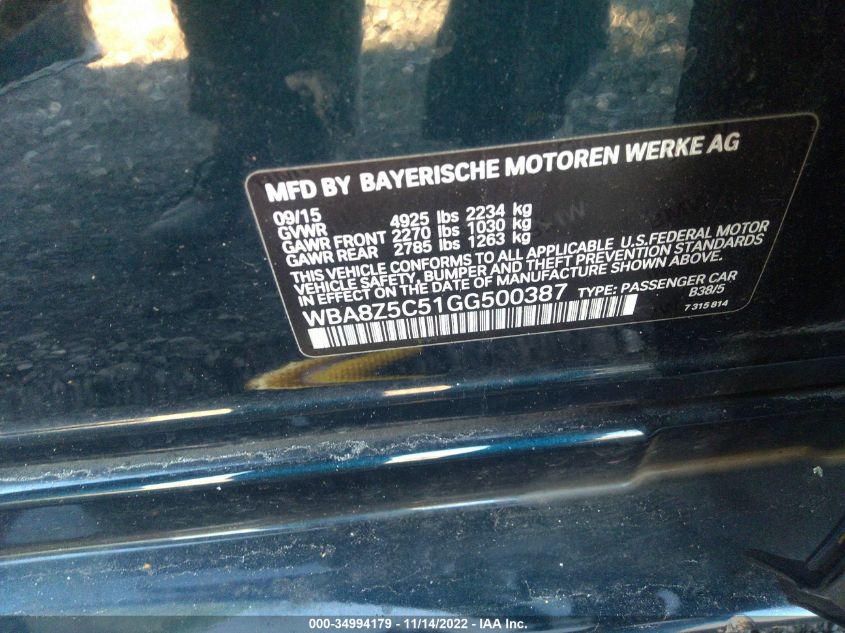 MFD BY BAYERISCHE MOTOREN WERKE AG
09/15
GVWR 4925 lbs 2234 kg
GAWR FRONT 2270 lbs 1030 kg
GAWR REAR 2785 lbs 1263 kg
THIS VEHICLE CONFORMS TO ALL APPLICABLE U.S.FEDERAL MOTOR
VEHICLE SAFETY, BUMPER AND THEFT PREVENTION STANDARDS
IN EFFECT ON THE DATE OF MANUFACTURE SHOWN ABOVE.
WBA8Z5C51GG500387 TYPE: PASSENGER CAR
B38/5
7 315 814
000-34994179 - 11/14/2022 - IAA Inc.